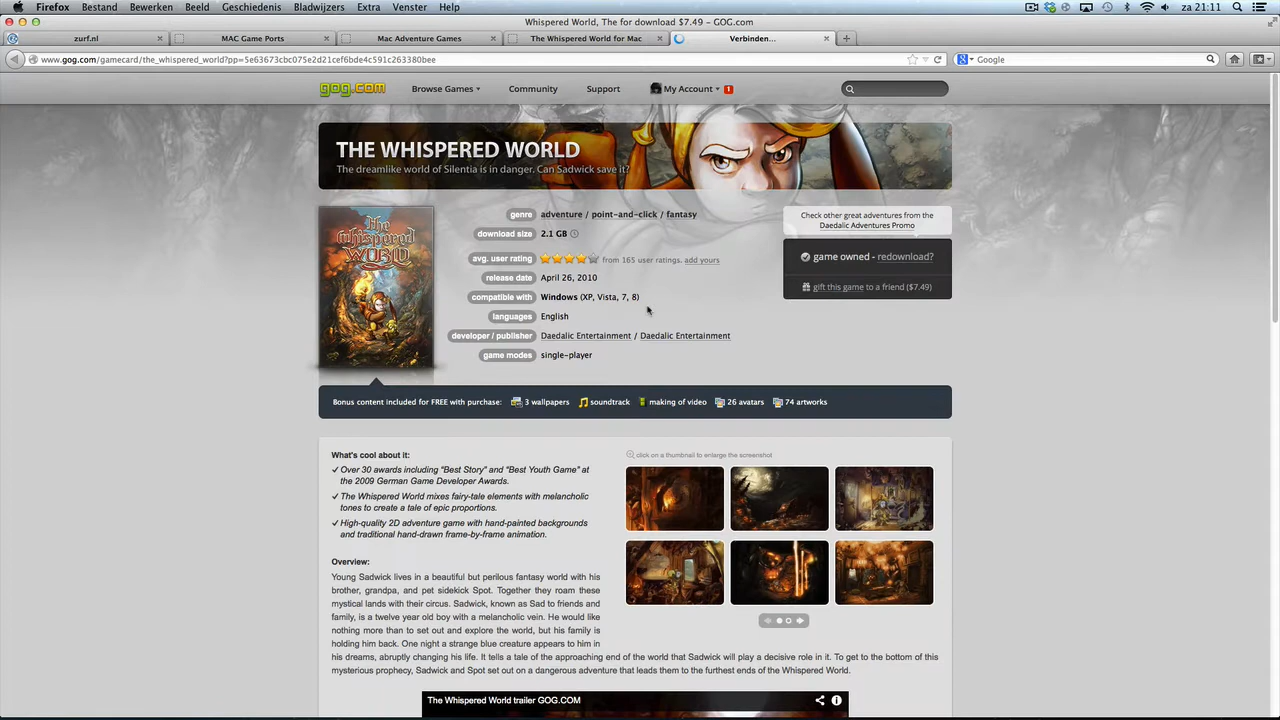 Firefox Bestand Bewerken Beeld Geschiedenis Bladwijzers Extra Venster Help za 21:11
Whispered World, The for download $7.49 – GOG.com
zurf.nl × MAC Game Ports × Mac Adventure Games × The Whispered World for Mac × Verbinden... ×
www.gog.com/gamecard/the_whispered_world?pp=5e63673cbc075e2d21cef6bde4c591c263380bee Google
gog.com Browse Games Community Support My Account 1
THE WHISPERED WORLD
The dreamlike world of Silentia is in danger. Can Sadwick save it?
The Whispered World
genre adventure / point-and-click / fantasy
download size 2.1 GB
avg. user rating from 165 user ratings. add yours
release date April 26, 2010
compatible with Windows (XP, Vista, 7, 8)
languages English
developer / publisher Daedalic Entertainment / Daedalic Entertainment
game modes single-player
Check other great adventures from the
Daedalic Adventures Promo
game owned - redownload?
gift this game to a friend ($7.49)
Bonus content included for FREE with purchase: 3 wallpapers soundtrack making of video 26 avatars 74 artworks
What's cool about it:
Over 30 awards including “Best Story” and “Best Youth Game” at
the 2009 German Game Developer Awards.
The Whispered World mixes fairy-tale elements with melancholic
tones to create a tale of epic proportions.
High-quality 2D adventure game with hand-painted backgrounds
and traditional hand-drawn frame-by-frame animation.
click on a thumbnail to enlarge the screenshot
Overview:
Young Sadwick lives in a beautiful but perilous fantasy world with his
brother, grandpa, and pet sidekick Spot. Together they roam these
mystical lands with their circus. Sadwick, known as Sad to friends and
family, is a twelve year old boy with a melancholic vein. He would like
nothing more than to set out and explore the world, but his family is
holding him back. One night a strange blue creature appears to him in
his dreams, abruptly changing his life. It tells a tale of the approaching end of the world that Sadwick will play a decisive role in it. To get to the bottom of this
mysterious prophecy, Sadwick and Spot set out on a dangerous adventure that leads them to the furthest ends of the Whispered World.
The Whispered World trailer GOG.COM